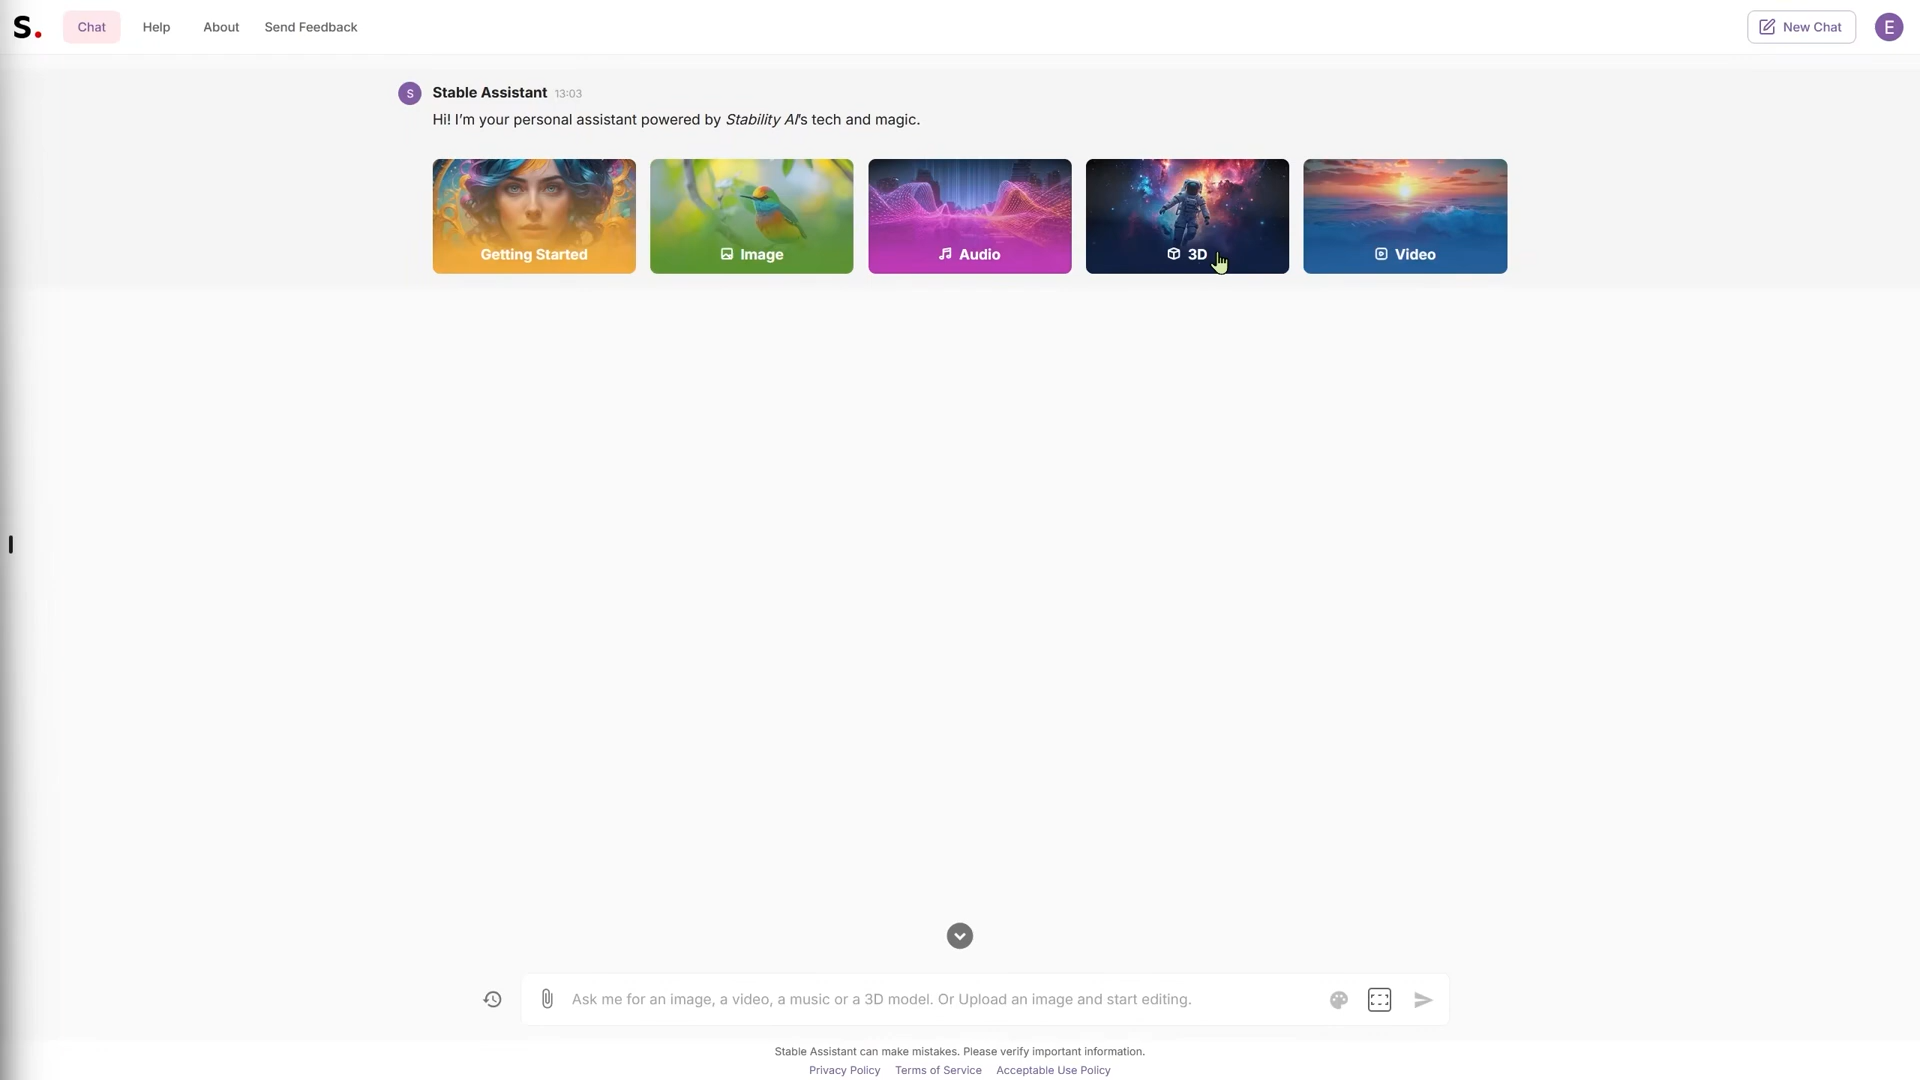 S.
Chat
Help
About
Send Feedback
New Chat
E
S
Stable Assistant 13:03
Hi! I'm your personal assistant powered by Stability AI's tech and magic.
Getting Started
Image
Audio
3D
Video
Ask me for an image, a video, a music or a 3D model. Or Upload an image and start editing.
Stable Assistant can make mistakes. Please verify important information.
Privacy Policy
Terms of Service
Acceptable Use Policy